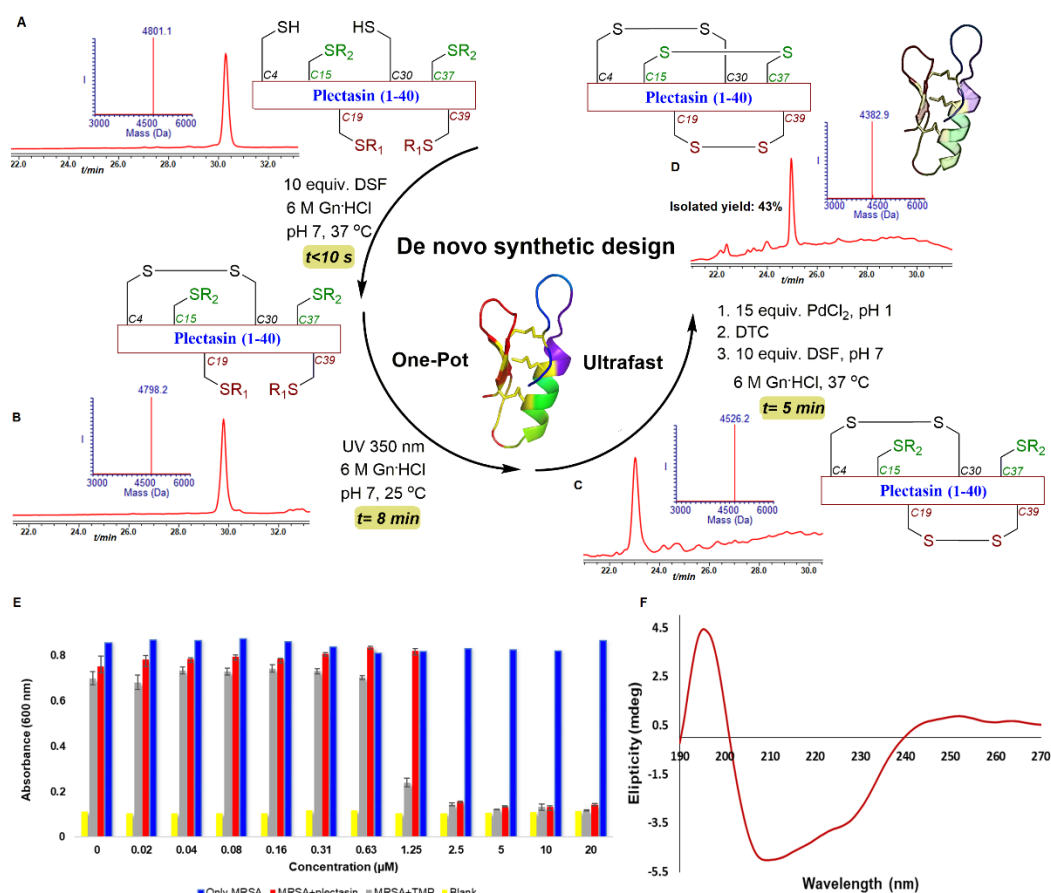 A
4801.1
I
3000 4500 6000
Mass (Da)
22.0 24.0 26.0 28.0 30.0 32.0
t/min
SH
HS
SR2
SR2
C4
C15
C30
C37
Plectasin (1-40)
C19
C39
SR1
R1S
10 equiv. DSF
6 M Gn·HCl
pH 7, 37 °C
t<10 s
S S
S S
C4
C15
C30
C37
Plectasin (1-40)
C19
C39
S S
D
4382.9
I
3000 4500 6000
Mass (Da)
Isolated yield: 43%
22.0 24.0 26.0 28.0 30.0
t/min
De novo synthetic design
One-Pot
Ultrafast
S S
SR2
SR2
C4
C15
C30
C37
Plectasin (1-40)
C19
C39
SR1
R1S
B
4798.2
I
3000 4500 6000
Mass (Da)
22.0 24.0 26.0 28.0 30.0 32.0
t/min
UV 350 nm
6 M Gn·HCl
pH 7, 25 °C
t= 8 min
1. 15 equiv. PdCl2, pH 1
2. DTC
3. 10 equiv. DSF, pH 7
6 M Gn·HCl, 37 °C
t= 5 min
C
4526.2
I
3000 4500 6000
Mass (Da)
22.0 24.0 26.0 28.0 30.0
t/min
S S
SR2
SR2
C4
C15
C30
C37
Plectasin (1-40)
C19
C39
S S
E
Absorbance (600 nm)
0.8
0.6
0.4
0.2
0
0 0.02 0.04 0.08 0.16 0.31 0.63 1.25 2.5 5 10 20
Concentration (µM)
Only MRSA MRSA+plectasin MRSA+TMP Blank
F
Elipticity (mdeg)
4.5
2.5
0.5
-1.5
-3.5
-5.5
190 200 210 220 230 240 250 260 270
Wavelength (nm)